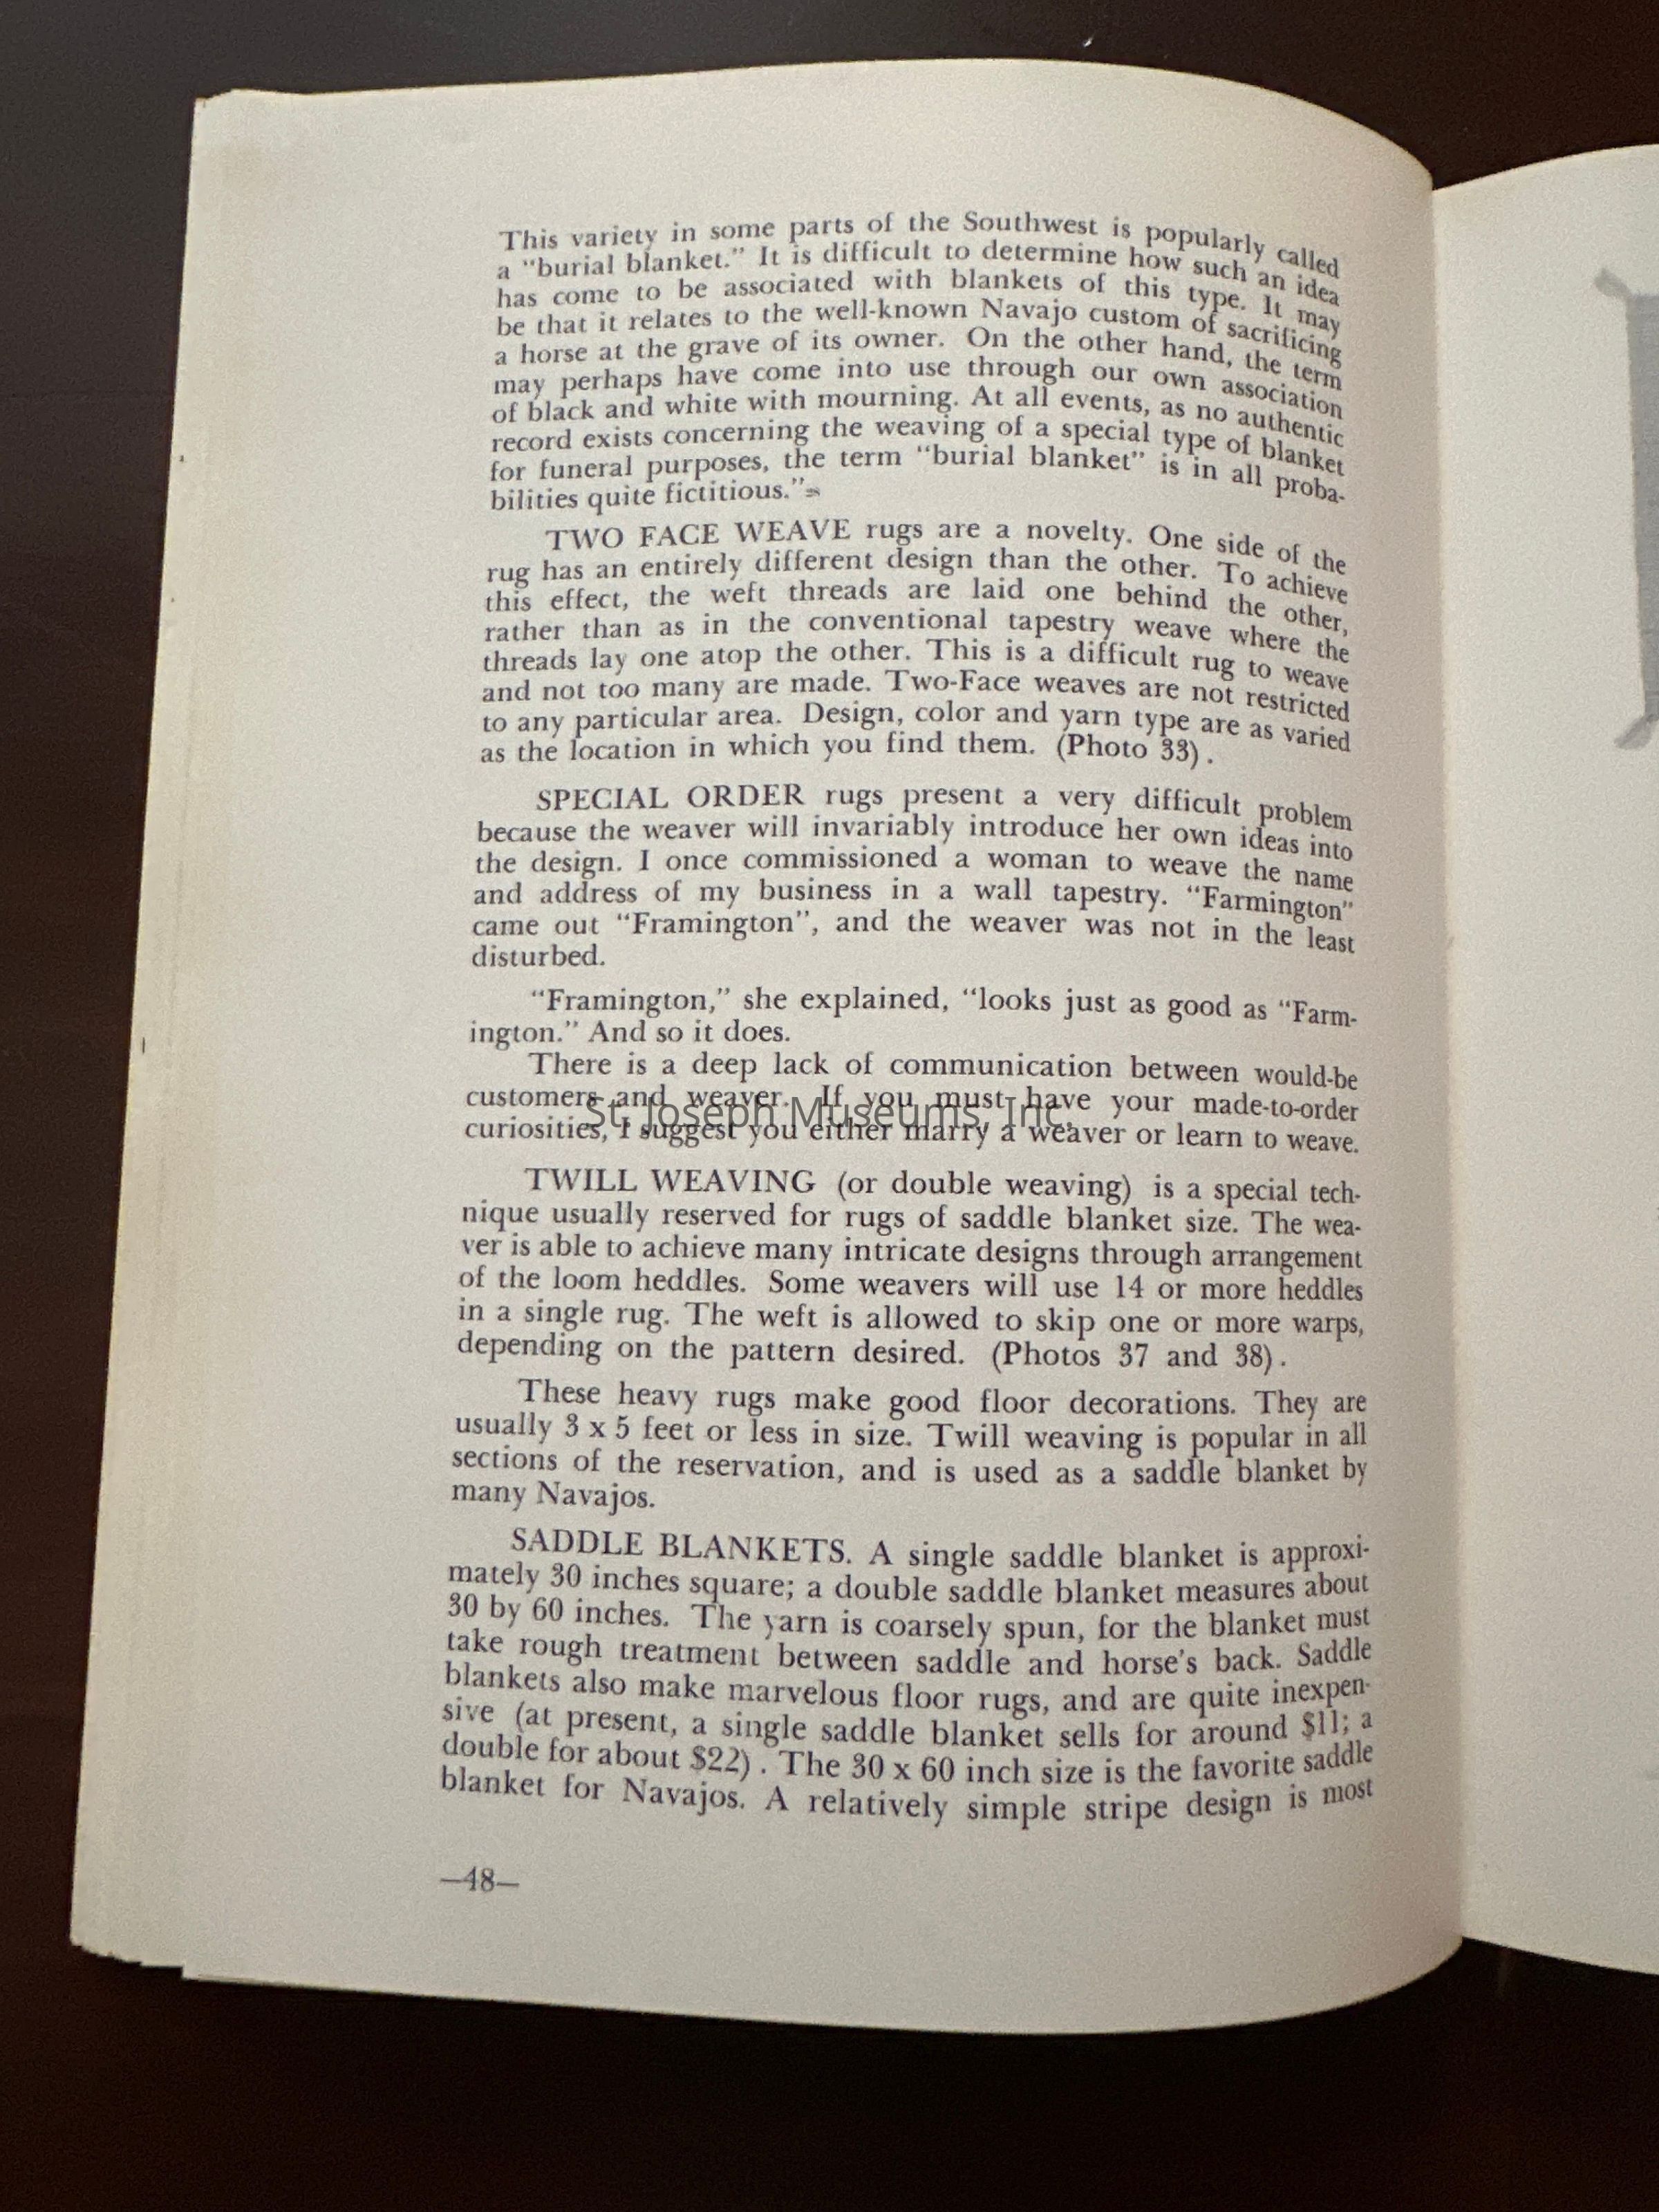 This variety in some parts of the Southwest is popularly called
a “burial blanket.” It is difficult to determine how such an idea
has come to be associated with blankets of this type. It may
be that it relates to the well-known Navajo custom of sacrificing
a horse at the grave of its owner. On the other hand, the term
may perhaps have come into use through our own association
of black and white with mourning. At all events, as no authentic
record exists concerning the weaving of a special type of blanket
for funeral purposes, the term “burial blanket” is in all proba-
bilities quite fictitious.”
TWO FACE WEAVE rugs are a novelty. One side of the
rug has an entirely different design than the other. To achieve
this effect, the weft threads are laid one behind the other,
rather than as in the conventional tapestry weave where the
threads lay one atop the other. This is a difficult rug to weave
and not too many are made. Two-Face weaves are not restricted
to any particular area. Design, color and yarn type are as varied
as the location in which you find them. (Photo 33).
SPECIAL ORDER rugs present a very difficult problem
because the weaver will invariably introduce her own ideas into
the design. I once commissioned a woman to weave the name
and address of my business in a wall tapestry. “Farmington”
came out “Framington”, and the weaver was not in the least
disturbed.
“Framington,” she explained, “looks just as good as “Farm-
ington.” And so it does.
There is a deep lack of communication between would-be
customers and weaver. If you must have your made-to-order
St. Joseph Museums, Inc.
curiosities, I suggest you either marry a weaver or learn to weave.
TWILL WEAVING (or double weaving) is a special tech-
nique usually reserved for rugs of saddle blanket size. The wea-
ver is able to achieve many intricate designs through arrangement
of the loom heddles. Some weavers will use 14 or more heddles
in a single rug. The weft is allowed to skip one or more warps,
depending on the pattern desired. (Photos 37 and 38).
These heavy rugs make good floor decorations. They are
usually 3 x 5 feet or less in size. Twill weaving is popular in all
sections of the reservation, and is used as a saddle blanket by
many Navajos.
SADDLE BLANKETS. A single saddle blanket is approxi-
mately 30 inches square; a double saddle blanket measures about
30 by 60 inches. The yarn is coarsely spun, for the blanket must
take rough treatment between saddle and horse's back. Saddle
blankets also make marvelous floor rugs, and are quite inexpen-
sive (at present, a single saddle blanket sells for around $11; a
double for about $22). The 30 x 60 inch size is the favorite saddle
blanket for Navajos. A relatively simple stripe design is most
—48—